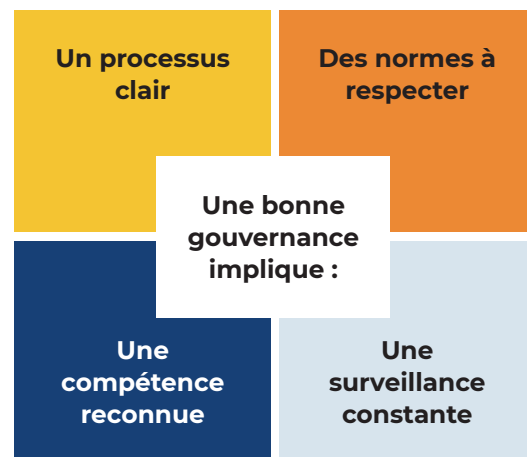 Un processus
clair
Des normes à
respecter
Une bonne
gouvernance
implique :
Une
compétence
reconnue
Une
surveillance
constante